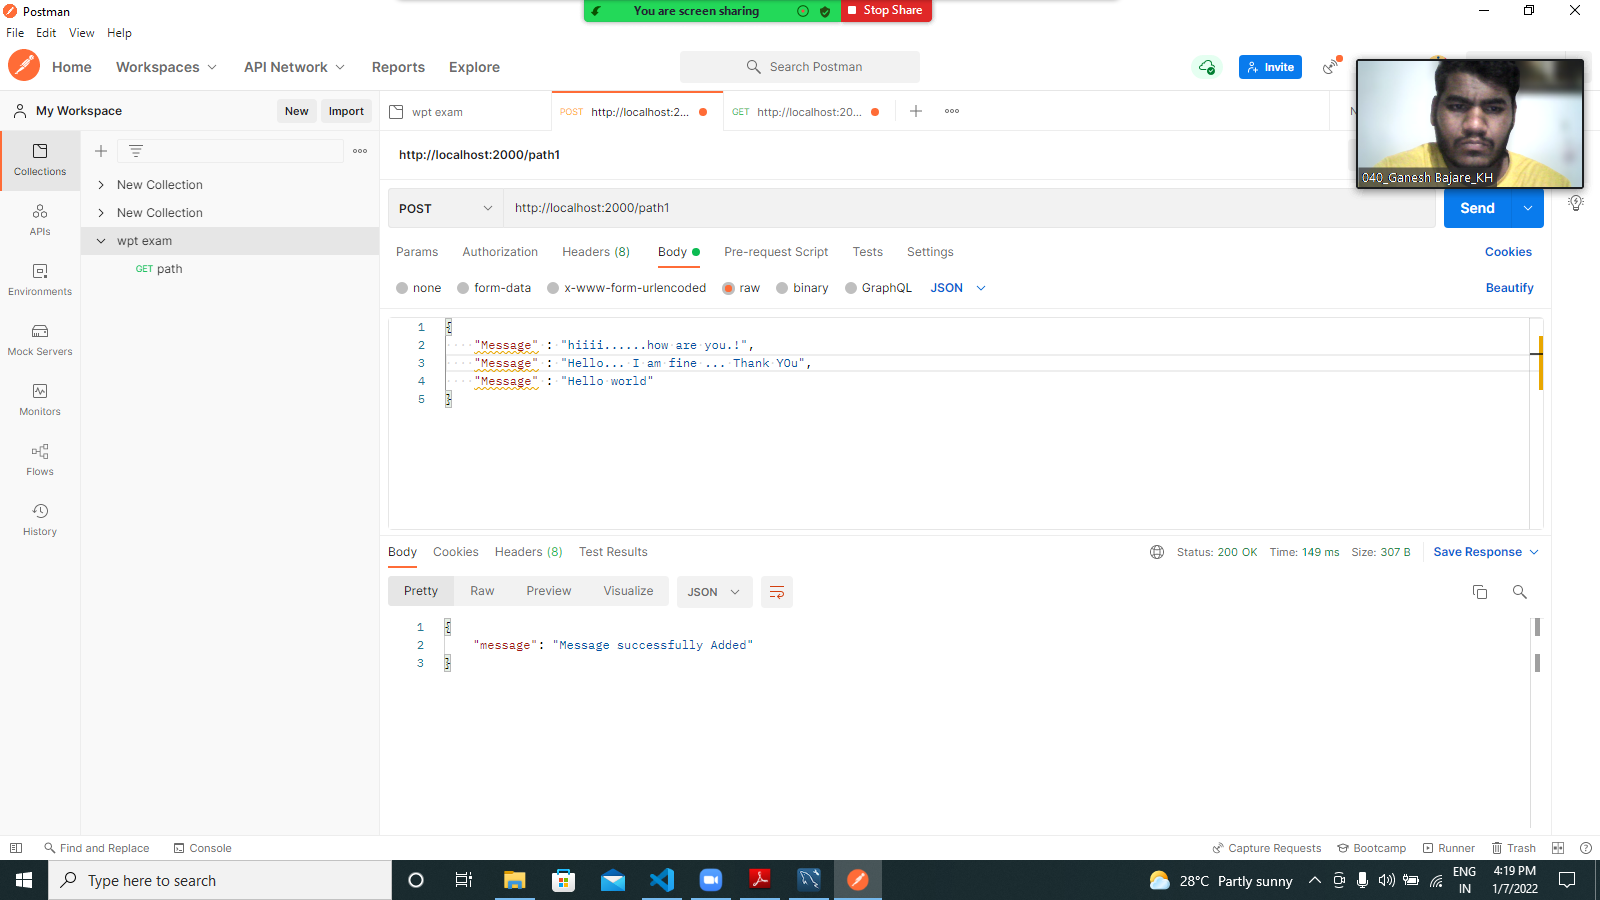 Postman
You are screen sharing
Stop Share
File Edit View Help
Home Workspaces API Network Reports Explore
Search Postman
Invite
My Workspace New Import
wpt exam
POST http://localhost:2...
GET http://localhost:20...
N
Collections
APIs
Environments
Mock Servers
Monitors
Flows
History
New Collection
New Collection
wpt exam
GET path
http://localhost:2000/path1
040_Ganesh Bajare_KH
POST http://localhost:2000/path1 Send
Params Authorization Headers (8) Body Pre-request Script Tests Settings Cookies
none form-data x-www-form-urlencoded raw binary GraphQL JSON Beautify
1 {
2 "Message" : "hiiii......how are you.!",
3 "Message" : "Hello... I am fine ... Thank YOu",
4 "Message" : "Hello world"
5 }
Body Cookies Headers (8) Test Results Status: 200 OK Time: 149 ms Size: 307 B Save Response
Pretty Raw Preview Visualize JSON
1 {
2 "message": "Message successfully Added"
3 }
Find and Replace Console Capture Requests Bootcamp Runner Trash
Type here to search
28°C Partly sunny
ENG
IN
4:19 PM
1/7/2022